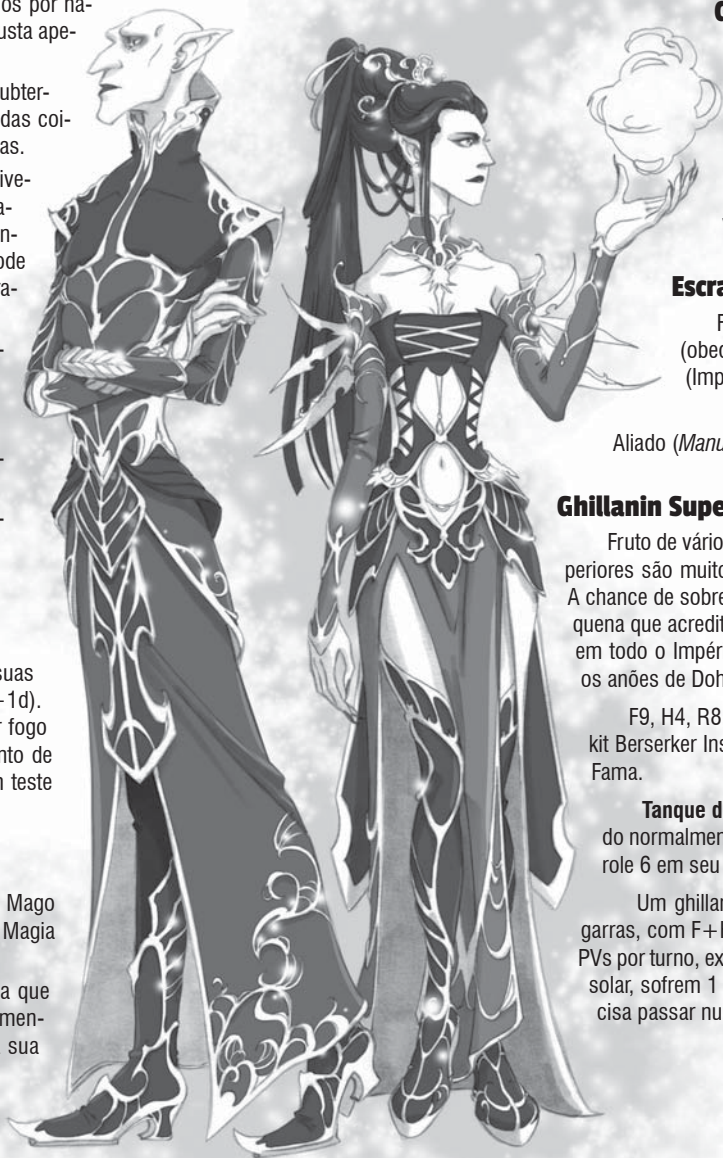 os por na-
usta ape-
ubter-
das coi-
as.
ive-
a-
n-
ode
ra-
-
-
-
suas
-1d).
r fogo
nto de
n teste
Mago
Magia
a que
men-
sua
Escra
F
(obec
(Imp
Aliado (Manu
Ghillanin Supe
Fruto de vário
periores são muito
A chance de sobre
quena que acredit
em todo o Impér
os anões de Doh
F9, H4, R8
kit Berserker Ins
Fama.
Tanque d
do normalmen
role 6 em seu
Um ghillar
garras, com F+
PVs por turno, ex
solar, sofrem 1
cisa passar nu